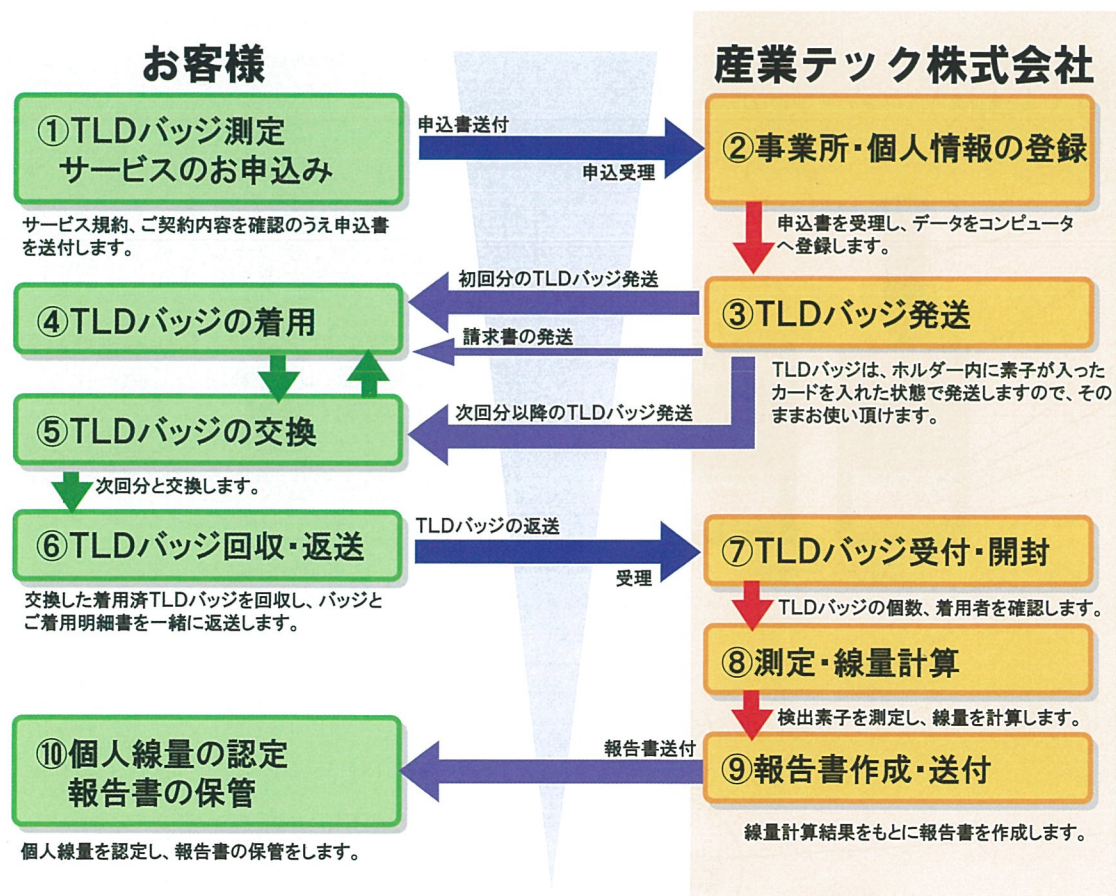 お客様
産業テック株式会社
①TLDバッジ測定
サービスのお申込み
申込書送付
申込受理
②事業所・個人情報の登録
サービス規約、ご契約内容を確認のうえ申込書
を送付します。
申込書を受理し、データをコンピュータ
へ登録します。
初回分のTLDバッジ発送
③TLDバッジ発送
④TLDバッジの着用
請求書の発送
TLDバッジは、ホルダー内に素子が入った
カードを入れた状態で発送しますので、その
ままお使い頂けます。
次回分以降のTLDバッジ発送
⑤TLDバッジの交換
次回分と交換します。
⑥TLDバッジ回収・返送
TLDバッジの返送
受理
⑦TLDバッジ受付・開封
交換した着用済TLDバッジを回収し、バッジと
ご着用明細書を一緒に返送します。
TLDバッジの個数、着用者を確認します。
⑧測定・線量計算
検出素子を測定し、線量を計算します。
⑨報告書作成・送付
報告書送付
⑩個人線量の認定
報告書の保管
線量計算結果をもとに報告書を作成します。
個人線量を認定し、報告書の保管をします。